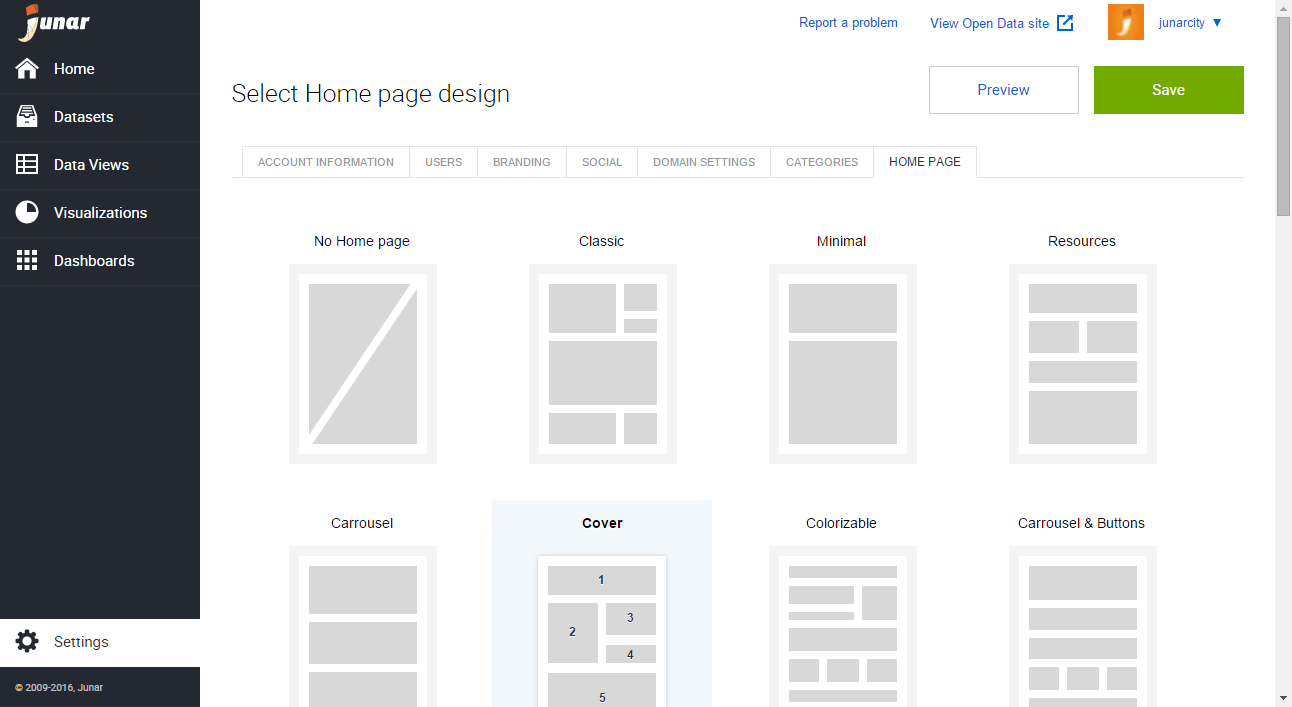 junar
Home
Datasets
Data Views
Visualizations
Dashboards
Settings
© 2009-2016, Junar
Report a problem
View Open Data site
junarcity ▼
Select Home page design
Preview
Save
ACCOUNT INFORMATION
USERS
BRANDING
SOCIAL
DOMAIN SETTINGS
CATEGORIES
HOME PAGE
No Home page
Classic
Minimal
Resources
Carrousel
Cover
Colorizable
Carrousel & Buttons
1
2
3
4
5